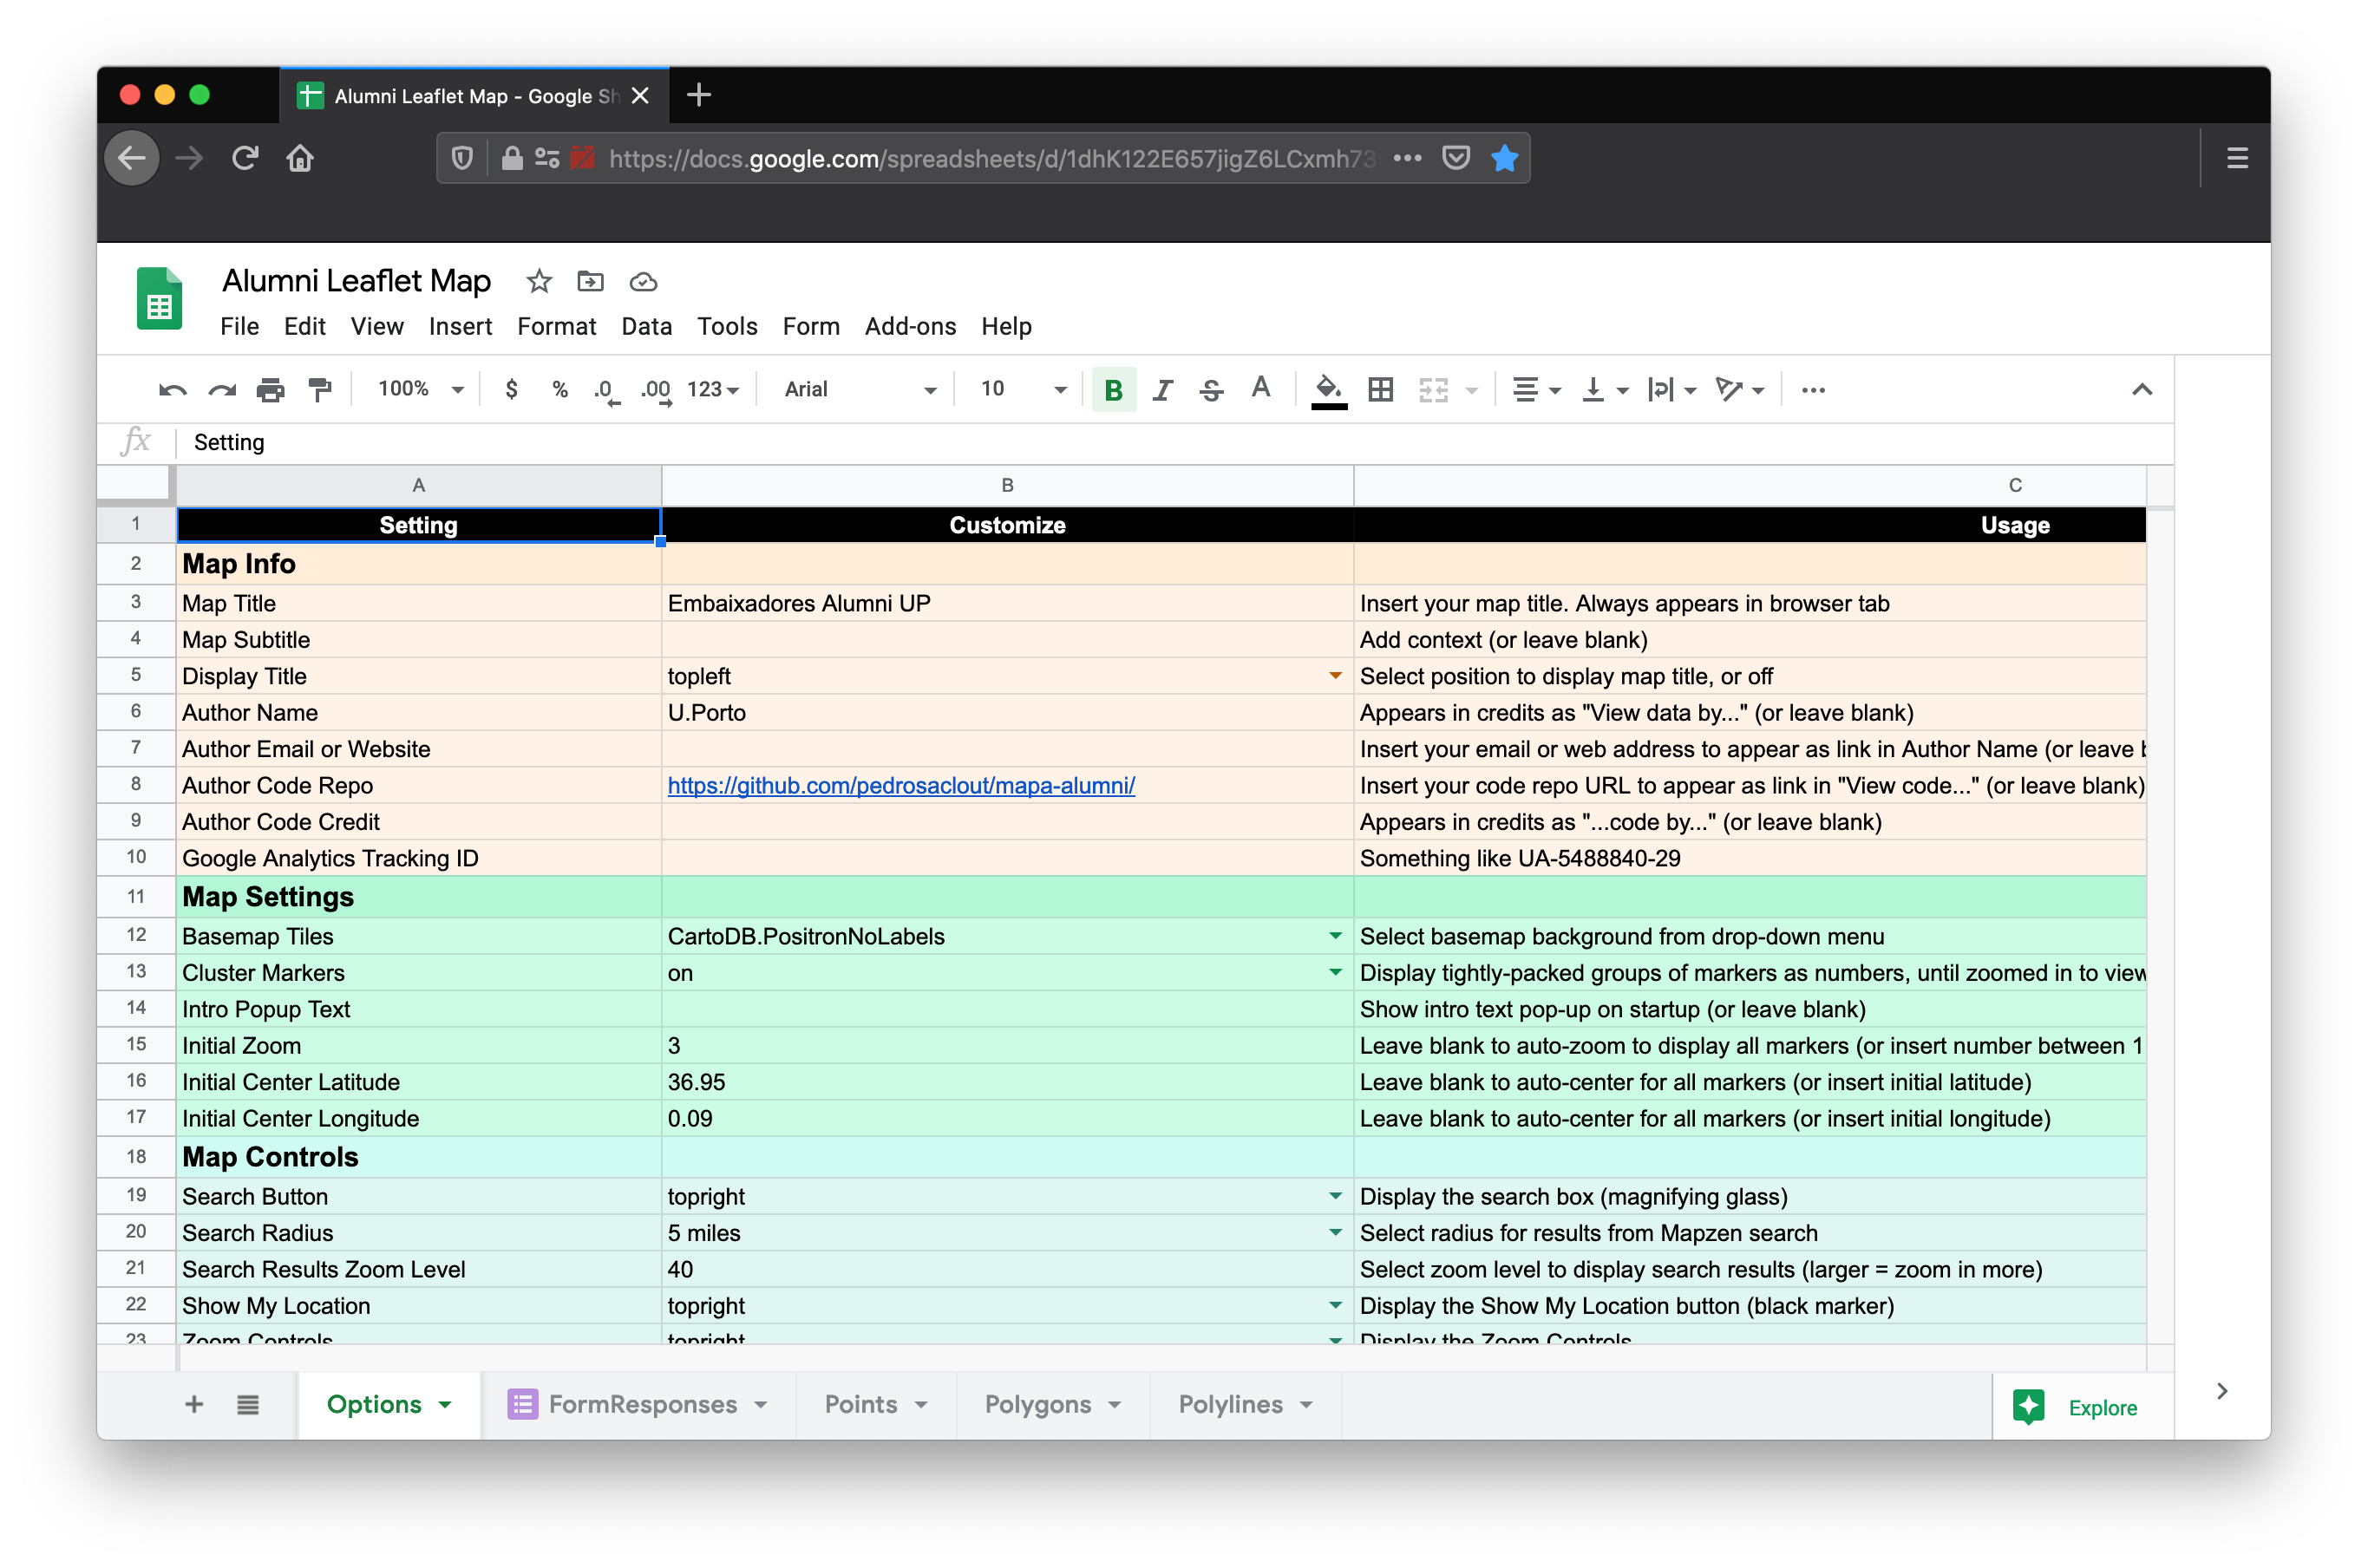 Alumni Leaflet Map - Google Sh
https://docs.google.com/spreadsheets/d/1dhK122E657jigZ6LCxmh73
Alumni Leaflet Map
File Edit View Insert Format Data Tools Form Add-ons Help
100% $ % .0 .00 123 Arial 10 B I S A
fx Setting
A B C
1 Setting Customize Usage
2 Map Info
3 Map Title Embaixadores Alumni UP Insert your map title. Always appears in browser tab
4 Map Subtitle Add context (or leave blank)
5 Display Title topleft Select position to display map title, or off
6 Author Name U.Porto Appears in credits as "View data by..." (or leave blank)
7 Author Email or Website Insert your email or web address to appear as link in Author Name (or leave
8 Author Code Repo https://github.com/pedrosaclout/mapa-alumni/ Insert your code repo URL to appear as link in "View code..." (or leave blank)
9 Author Code Credit Appears in credits as "...code by..." (or leave blank)
10 Google Analytics Tracking ID Something like UA-5488840-29
11 Map Settings
12 Basemap Tiles CartoDB.PositronNoLabels Select basemap background from drop-down menu
13 Cluster Markers on Display tightly-packed groups of markers as numbers, until zoomed in to view
14 Intro Popup Text Show intro text pop-up on startup (or leave blank)
15 Initial Zoom 3 Leave blank to auto-zoom to display all markers (or insert number between 1
16 Initial Center Latitude 36.95 Leave blank to auto-center for all markers (or insert initial latitude)
17 Initial Center Longitude 0.09 Leave blank to auto-center for all markers (or insert initial longitude)
18 Map Controls
19 Search Button topright Display the search box (magnifying glass)
20 Search Radius 5 miles Select radius for results from Mapzen search
21 Search Results Zoom Level 40 Select zoom level to display search results (larger = zoom in more)
22 Show My Location topright Display the Show My Location button (black marker)
23 Zoom Controls topright Display the Zoom Controls
Options FormResponses Points Polygons Polylines Explore